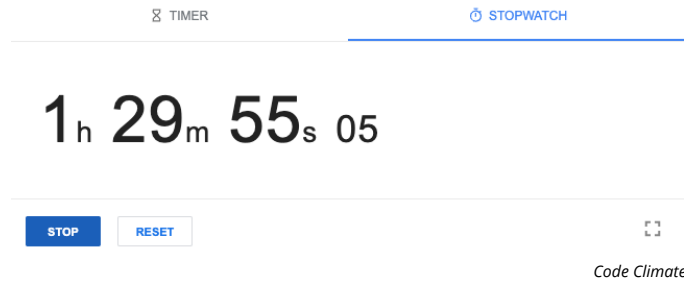 TIMER STOPWATCH
1h 29m 55s 05
STOP RESET
Code Climate